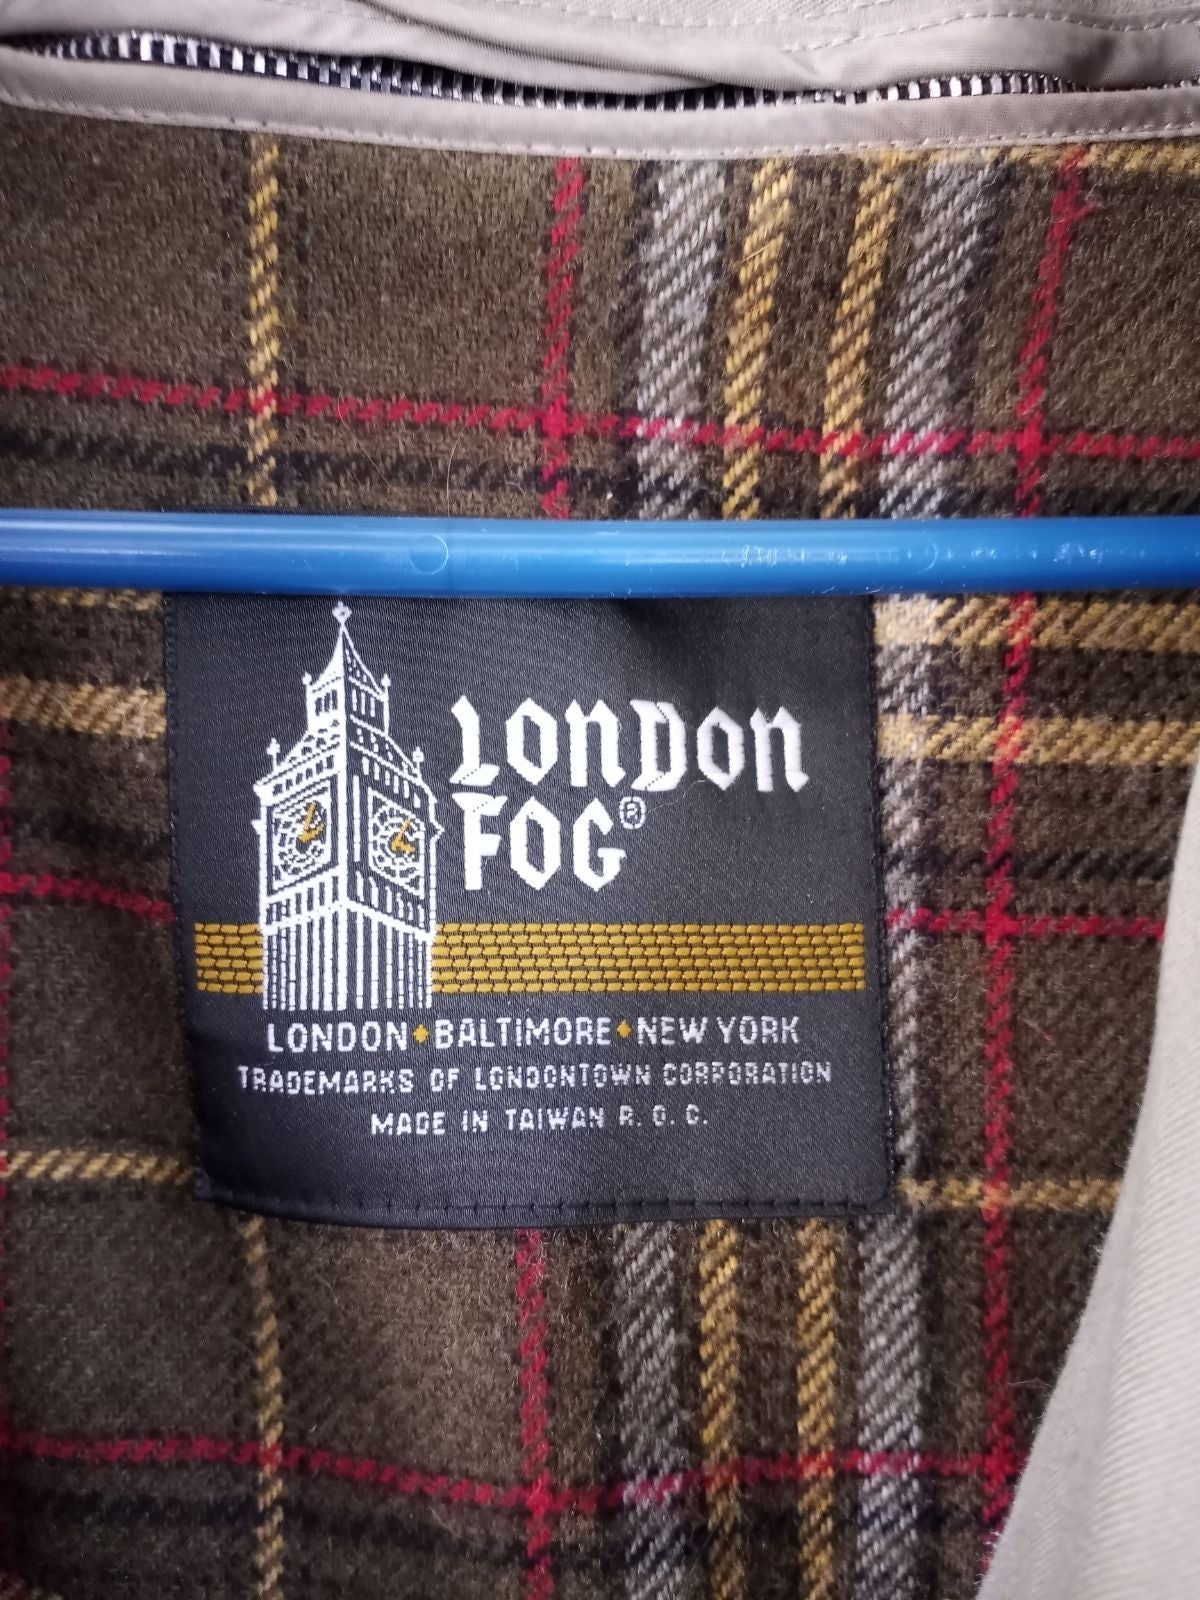 LONDON
FOG®
LONDON • BALTIMORE • NEW YORK
TRADEMARKS OF LONDONTOWN CORPORATION
MADE IN TAIWAN R.O.C.